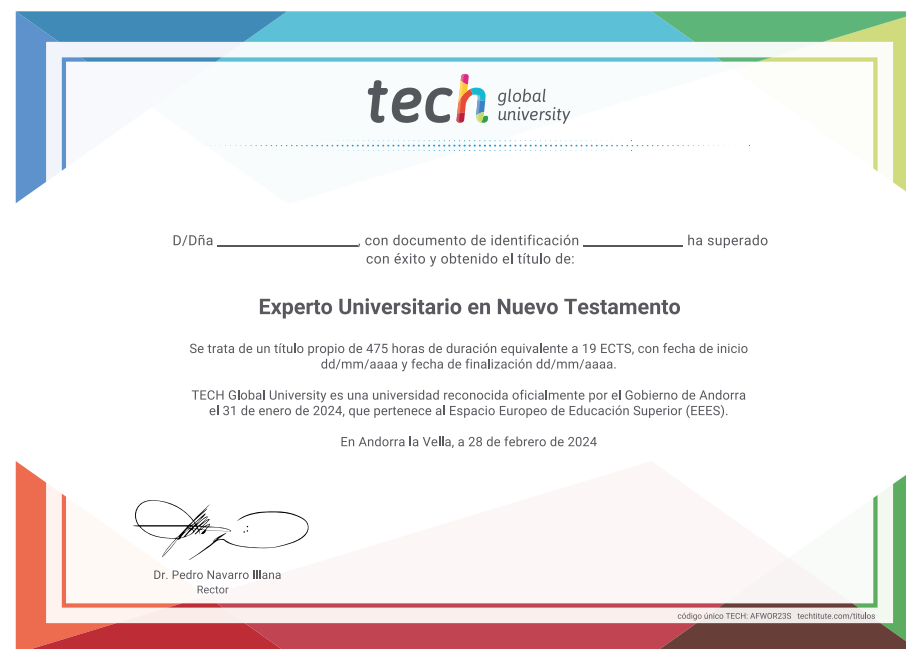 tech global university
D/Dña ____________________, con documento de identificación ______________ ha superado
con éxito y obtenido el título de:
Experto Universitario en Nuevo Testamento
Se trata de un título propio de 475 horas de duración equivalente a 19 ECTS, con fecha de inicio
dd/mm/aaaa y fecha de finalización dd/mm/aaaa.
TECH Global University es una universidad reconocida oficialmente por el Gobierno de Andorra
el 31 de enero de 2024, que pertenece al Espacio Europeo de Educación Superior (EEES).
En Andorra la Vella, a 28 de febrero de 2024
Dr. Pedro Navarro Illana
Rector
código único TECH: AFWOR23S techtitute.com/titulos